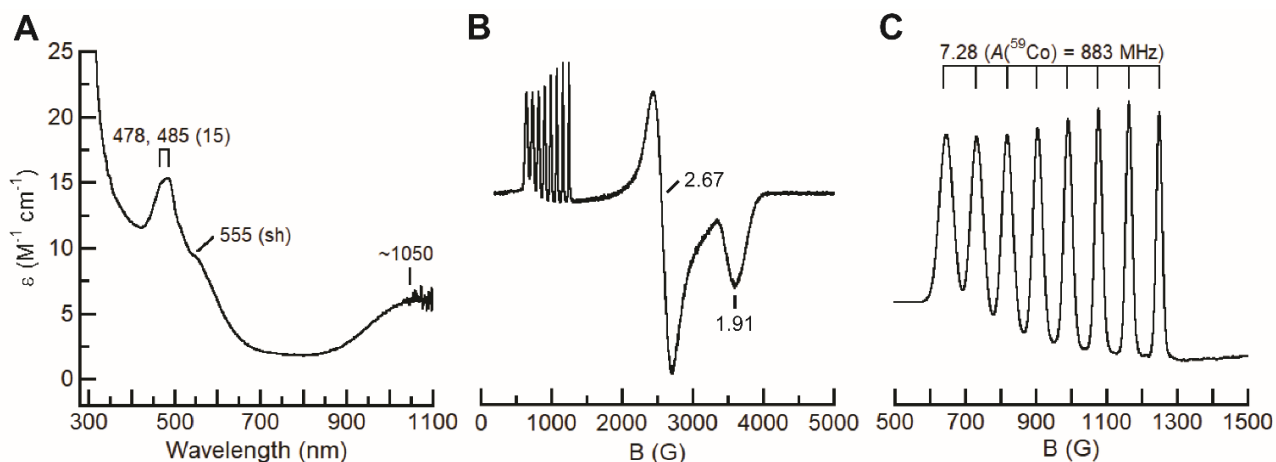 A
25
20
15
10
5
0
ε (M⁻¹ cm⁻¹)
478, 485 (15)
555 (sh)
~1050
300 500 700 900 1100
Wavelength (nm)
B
2.67
1.91
0 1000 2000 3000 4000 5000
B (G)
C
7.28 (A(⁵⁹Co) = 883 MHz)
500 700 900 1100 1300 1500
B (G)